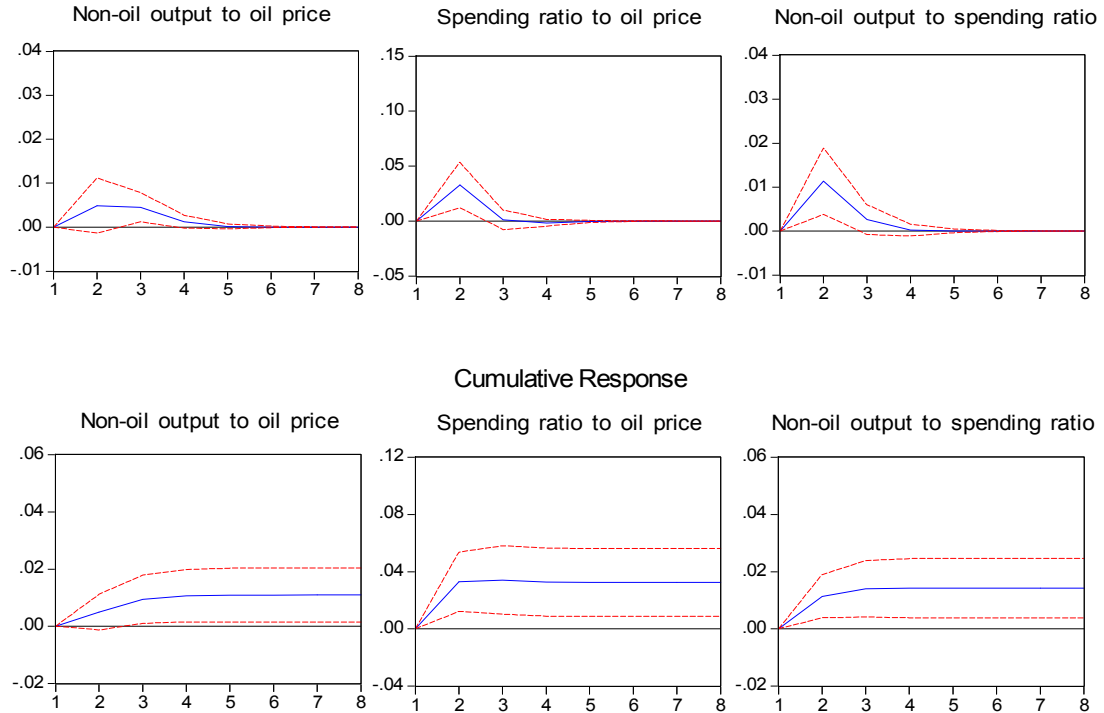 Non-oil output to oil price
Spending ratio to oil price
Non-oil output to spending ratio
.04
.03
.02
.01
.00
-.01
1 2 3 4 5 6 7 8
.15
.10
.05
.00
-.05
1 2 3 4 5 6 7 8
.04
.03
.02
.01
.00
-.01
1 2 3 4 5 6 7 8
Cumulative Response
Non-oil output to oil price
Spending ratio to oil price
Non-oil output to spending ratio
.06
.04
.02
.00
-.02
1 2 3 4 5 6 7 8
.12
.08
.04
.00
-.04
1 2 3 4 5 6 7 8
.06
.04
.02
.00
-.02
1 2 3 4 5 6 7 8